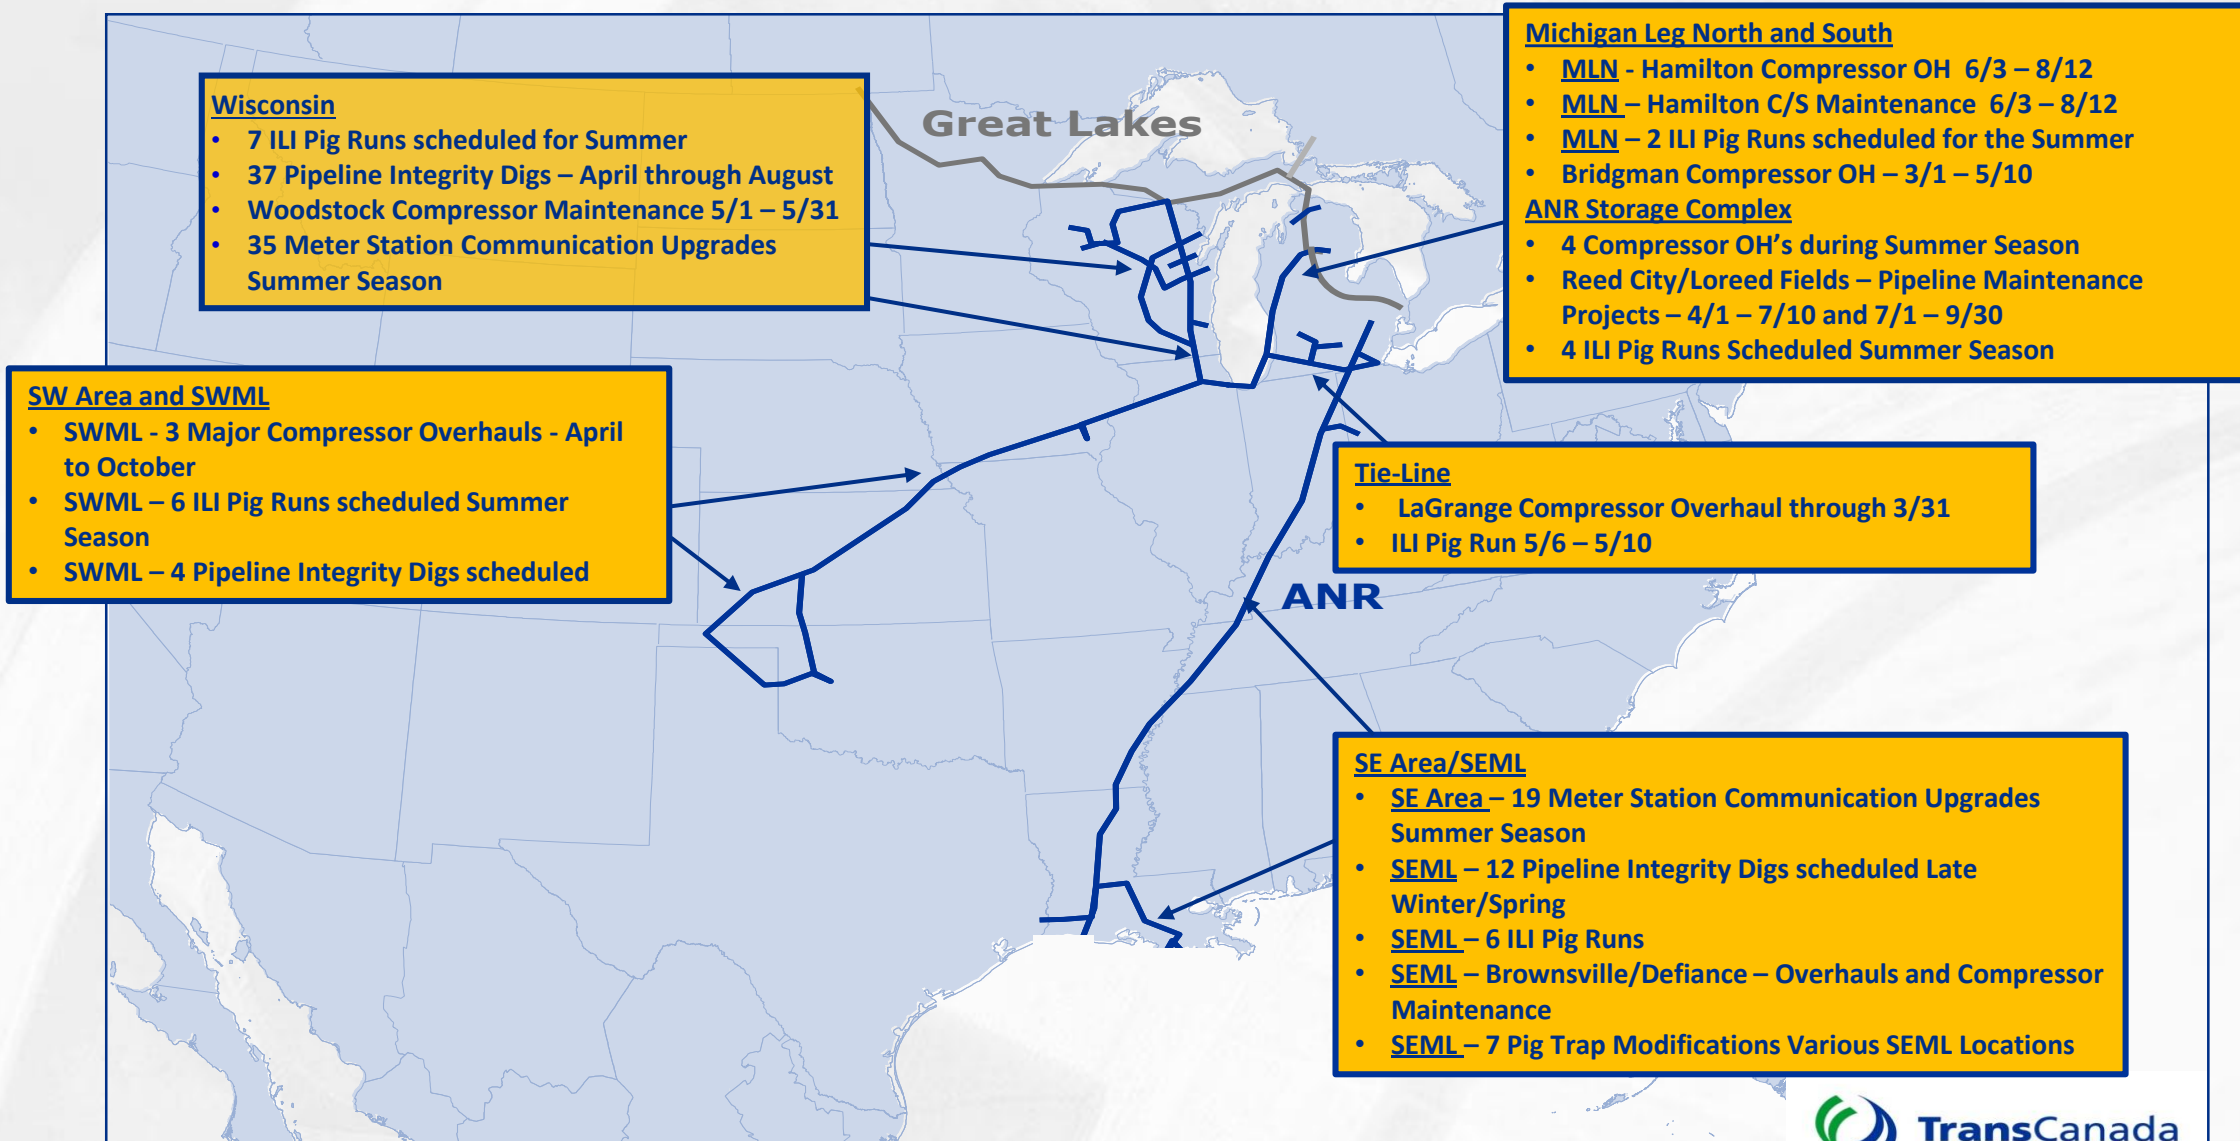 Great Lakes
Wisconsin
• 7 ILI Pig Runs scheduled for Summer
• 37 Pipeline Integrity Digs – April through August
• Woodstock Compressor Maintenance 5/1 – 5/31
• 35 Meter Station Communication Upgrades
Summer Season
Michigan Leg North and South
• MLN - Hamilton Compressor OH 6/3 – 8/12
• MLN – Hamilton C/S Maintenance 6/3 – 8/12
• MLN – 2 ILI Pig Runs scheduled for the Summer
• Bridgman Compressor OH – 3/1 – 5/10
ANR Storage Complex
• 4 Compressor OH's during Summer Season
• Reed City/Loreed Fields – Pipeline Maintenance
Projects – 4/1 – 7/10 and 7/1 – 9/30
• 4 ILI Pig Runs Scheduled Summer Season
SW Area and SWML
• SWML - 3 Major Compressor Overhauls - April
to October
• SWML – 6 ILI Pig Runs scheduled Summer
Season
• SWML – 4 Pipeline Integrity Digs scheduled
Tie-Line
• LaGrange Compressor Overhaul through 3/31
• ILI Pig Run 5/6 – 5/10
ANR
SE Area/SEML
• SE Area – 19 Meter Station Communication Upgrades
Summer Season
• SEML – 12 Pipeline Integrity Digs scheduled Late
Winter/Spring
• SEML – 6 ILI Pig Runs
• SEML – Brownsville/Defiance – Overhauls and Compressor
Maintenance
• SEML – 7 Pig Trap Modifications Various SEML Locations
TransCanada